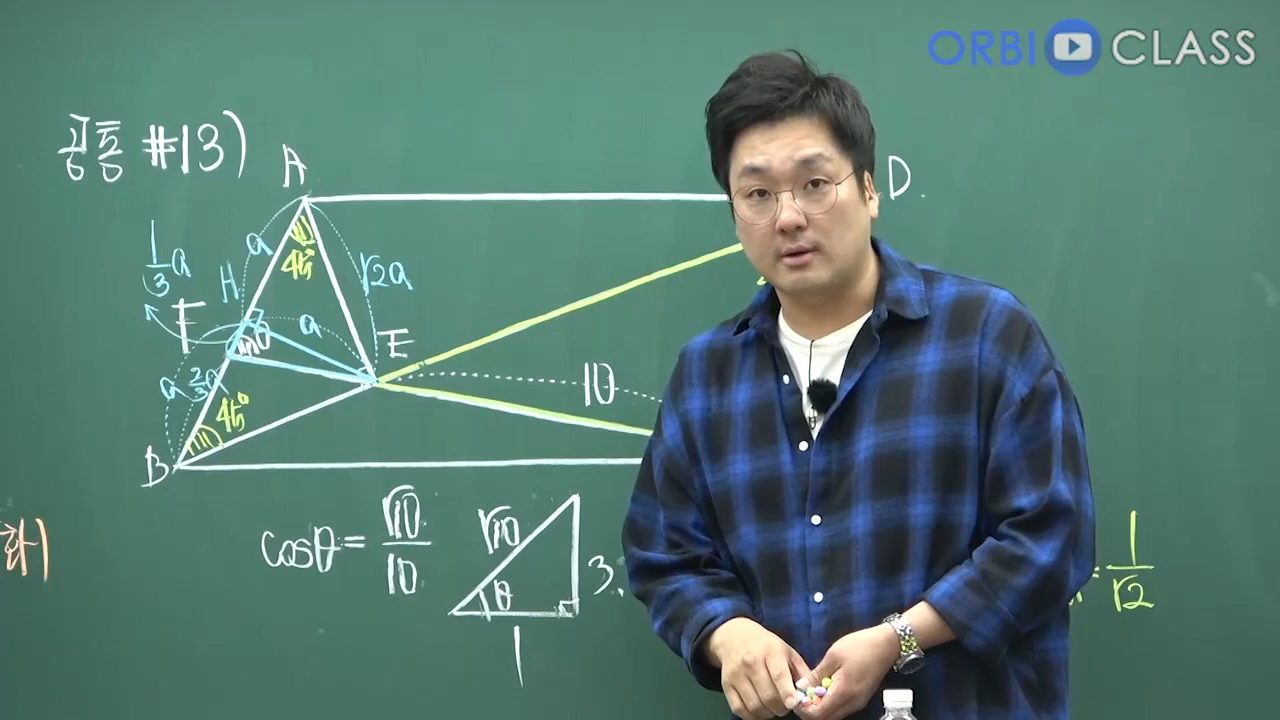 ORBI CLASS
공통 #13)
A
D
a
45°
√2a
1/3 a
H
F
θ
a
E
a
2/3 a
45°
10
B
cosθ = √10/10
√10
θ
3
1
= 1/√2